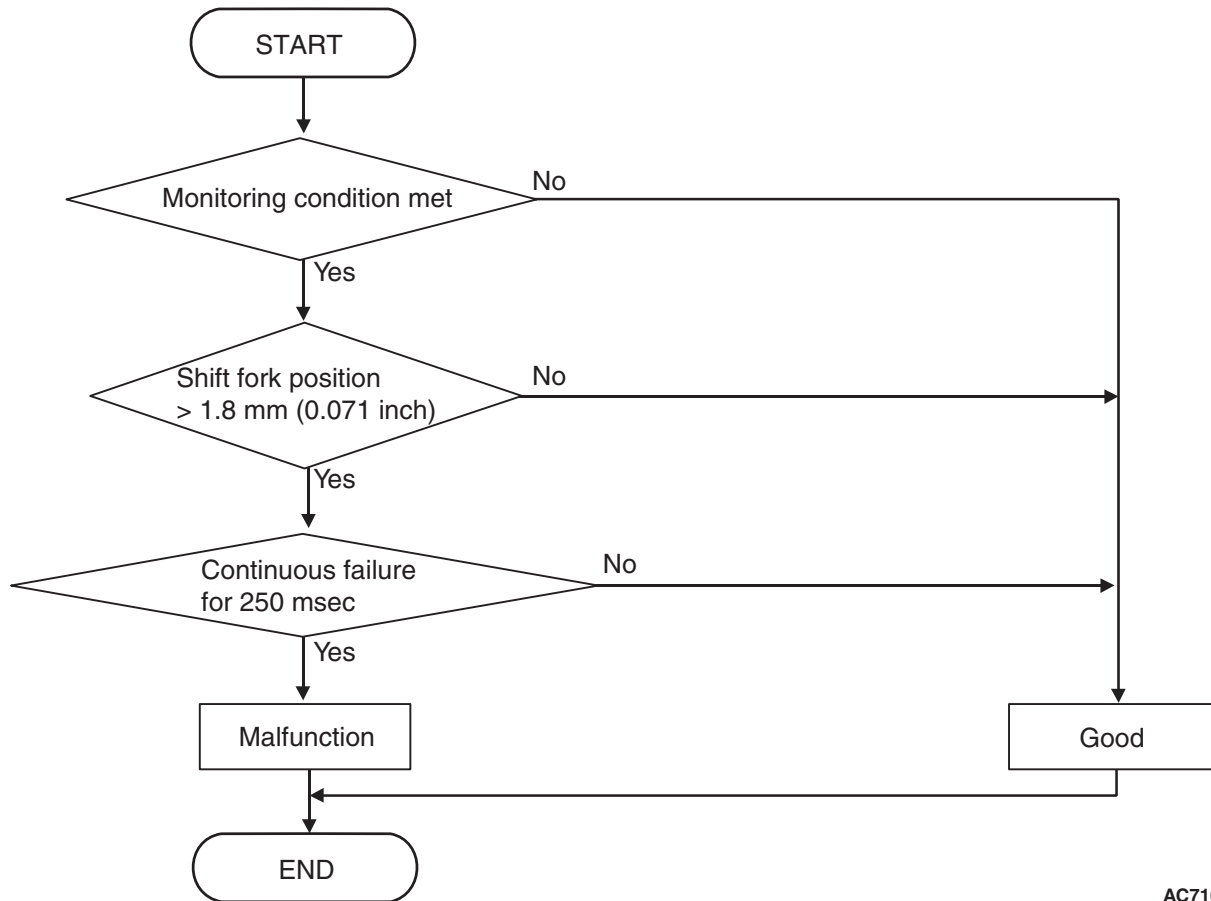 START
Monitoring condition met
No
Yes
Shift fork position
> 1.8 mm (0.071 inch)
No
Yes
Continuous failure
for 250 msec
No
Yes
Malfunction
Good
END